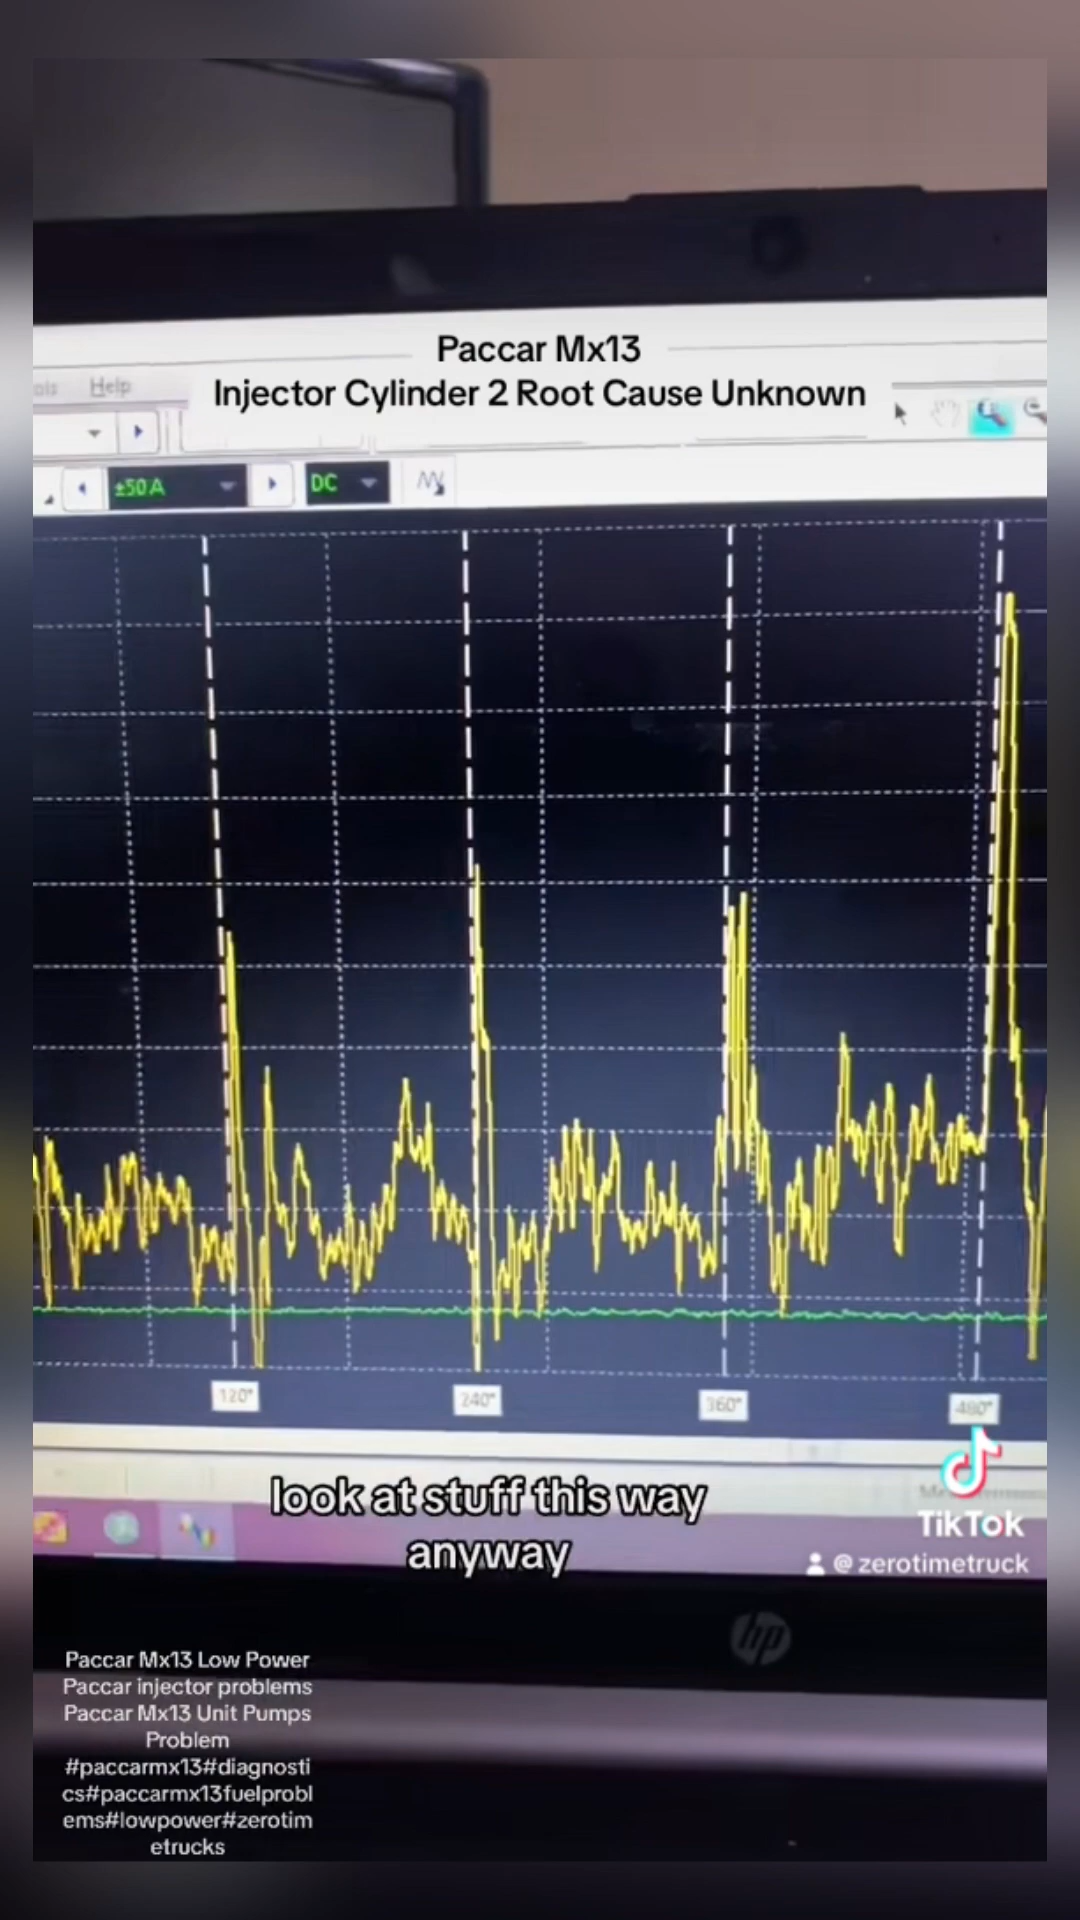 Paccar Mx13
Injector Cylinder 2 Root Cause Unknown
Help
±50 A
DC
120°
240°
360°
480°
look at stuff this way
anyway
TikTok
@zerotimetruck
hp
Paccar Mx13 Low Power
Paccar injector problems
Paccar Mx13 Unit Pumps
Problem
#paccarmx13#diagnosti
cs#paccarmx13fuelprobl
ems#lowpower#zerotim
etrucks